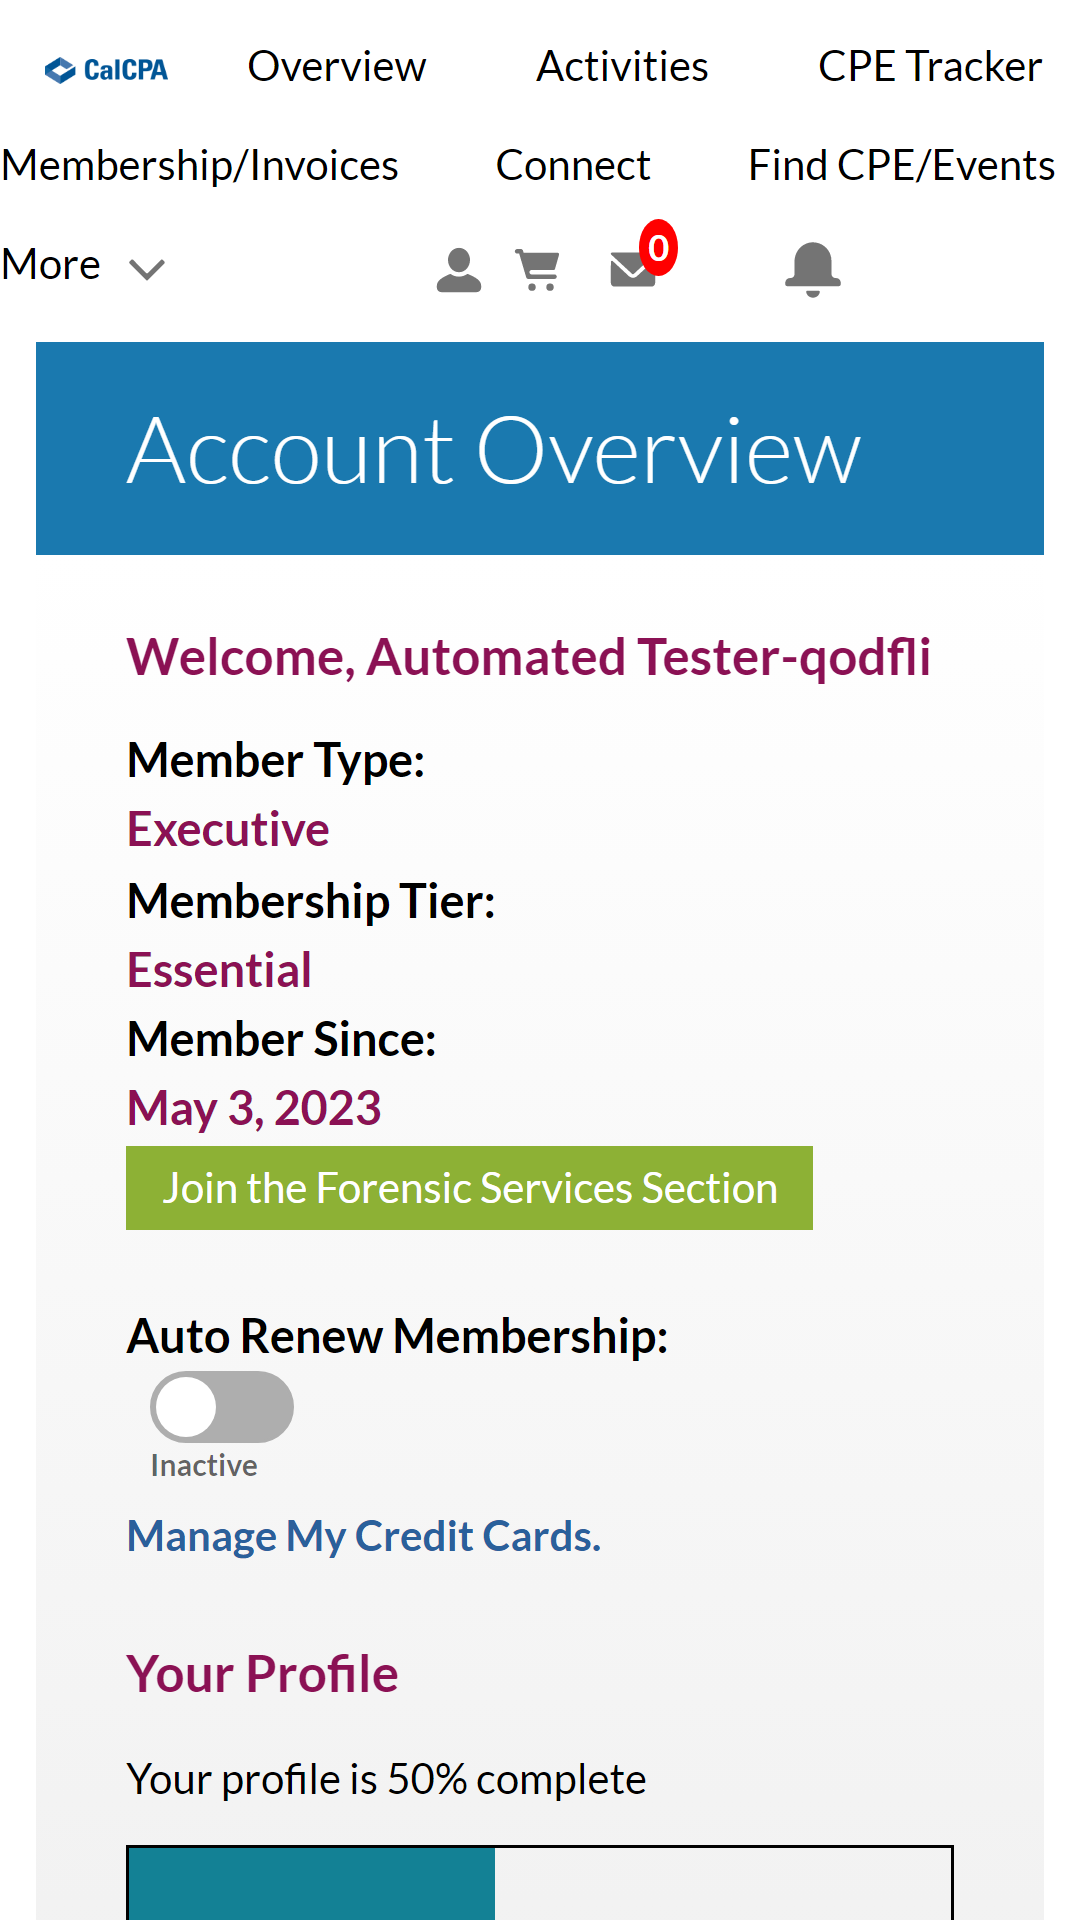 CalCPA Overview Activities CPE Tracker
Membership/Invoices Connect Find CPE/Events
More 0
Account Overview
Welcome, Automated Tester-qodfli
Member Type:
Executive
Membership Tier:
Essential
Member Since:
May 3, 2023
Join the Forensic Services Section
Auto Renew Membership:
Inactive
Manage My Credit Cards.
Your Profile
Your profile is 50% complete